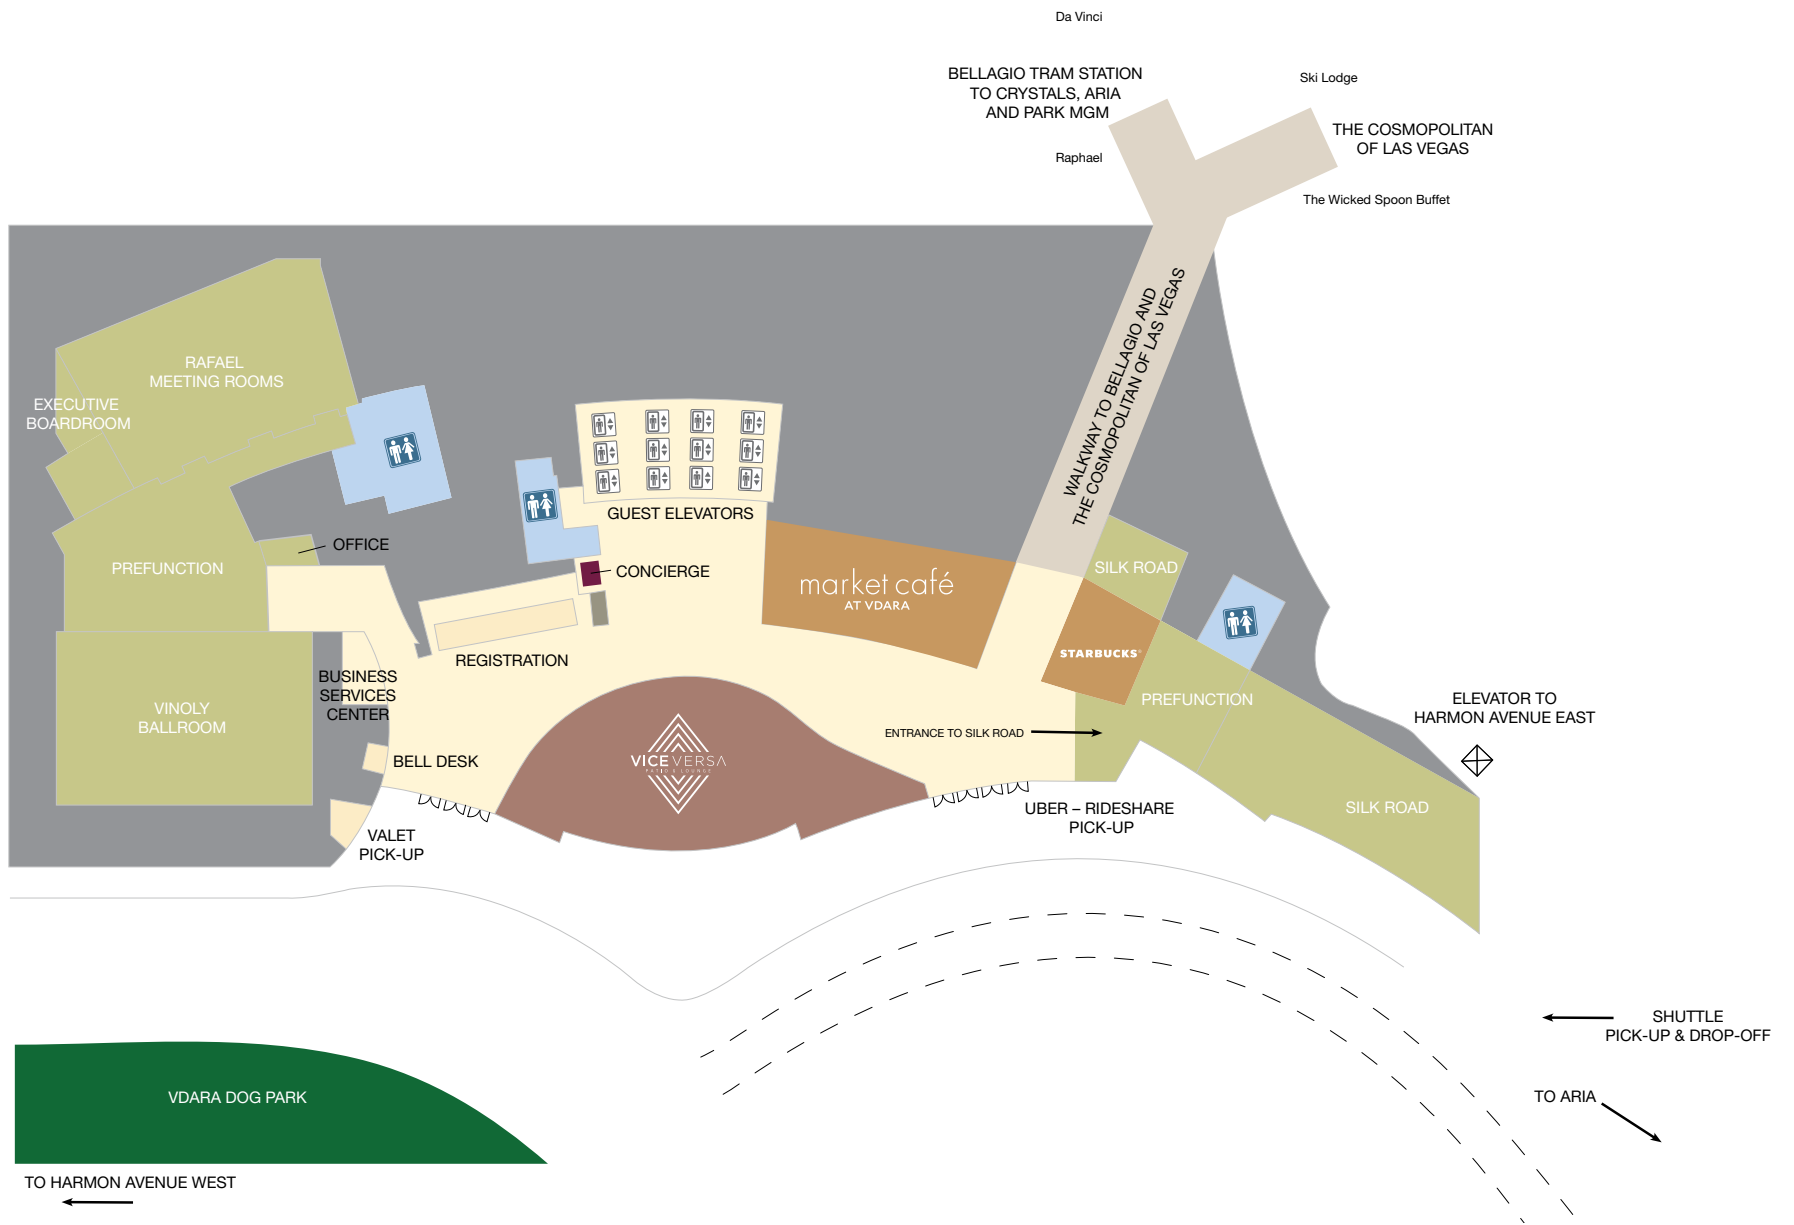 Da Vinci
BELLAGIO TRAM STATION
TO CRYSTALS, ARIA
AND PARK MGM
Ski Lodge
THE COSMOPOLITAN
OF LAS VEGAS
Raphael
The Wicked Spoon Buffet
WALKWAY TO BELLAGIO AND
THE COSMOPOLITAN OF LAS VEGAS
RAFAEL
MEETING ROOMS
EXECUTIVE
BOARDROOM
GUEST ELEVATORS
OFFICE
PREFUNCTION
CONCIERGE
market café
AT VDARA
SILK ROAD
STARBUCKS®
REGISTRATION
BUSINESS
SERVICES
CENTER
VINOLY
BALLROOM
PREFUNCTION
ELEVATOR TO
HARMON AVENUE EAST
ENTRANCE TO SILK ROAD
BELL DESK
VICEVERSA
PATIO & LOUNGE
UBER – RIDESHARE
PICK-UP
SILK ROAD
VALET
PICK-UP
SHUTTLE
PICK-UP & DROP-OFF
TO ARIA
VDARA DOG PARK
TO HARMON AVENUE WEST